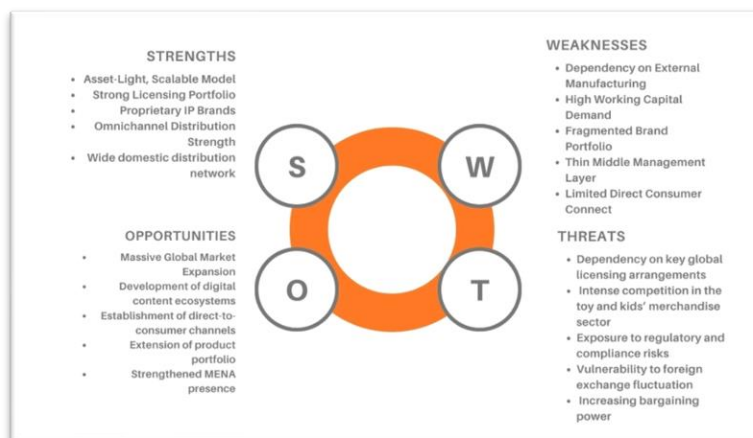 STRENGTHS
• Asset-Light, Scalable Model
• Strong Licensing Portfolio
• Proprietary IP Brands
• Omnichannel Distribution
Strength
• Wide domestic distribution
network
WEAKNESSES
• Dependency on External
Manufacturing
• High Working Capital
Demand
• Fragmented Brand
Portfolio
• Thin Middle Management
Layer
• Limited Direct Consumer
Connect
S
W
O
T
OPPORTUNITIES
• Massive Global Market
Expansion
• Development of digital
content ecosystems
• Establishment of direct-to-
consumer channels
• Extension of product
portfolio
• Strengthened MENA
presence
THREATS
• Dependency on key global
licensing arrangements
• Intense competition in the
toy and kids' merchandise
sector
• Exposure to regulatory and
compliance risks
• Vulnerability to foreign
exchange fluctuation
• Increasing bargaining
power